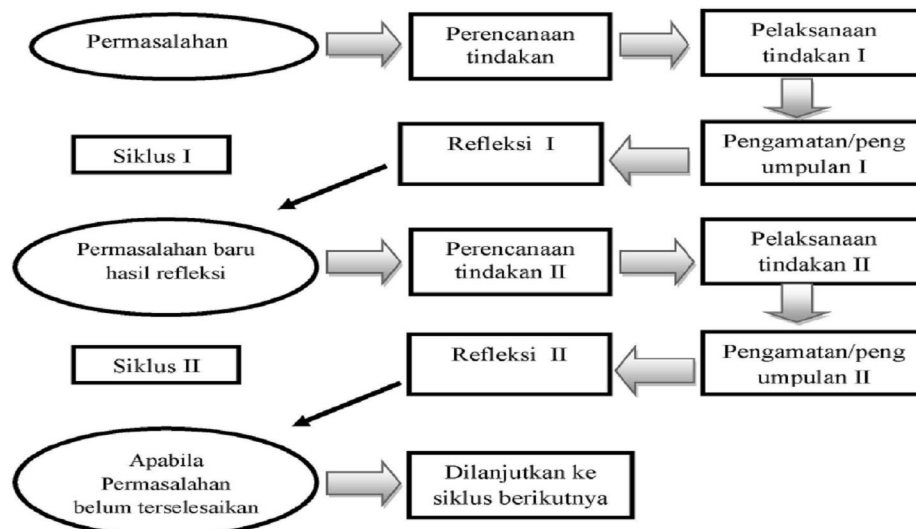 Permasalahan
Perencanaan
tindakan
Pelaksanaan
tindakan I
Siklus I
Refleksi I
Pengamatan/peng
umpulan I
Permasalahan baru
hasil refleksi
Perencanaan
tindakan II
Pelaksanaan
tindakan II
Siklus II
Refleksi II
Pengamatan/peng
umpulan II
Apabila
Permasalahan
belum terselesaikan
Dilanjutkan ke
siklus berikutnya